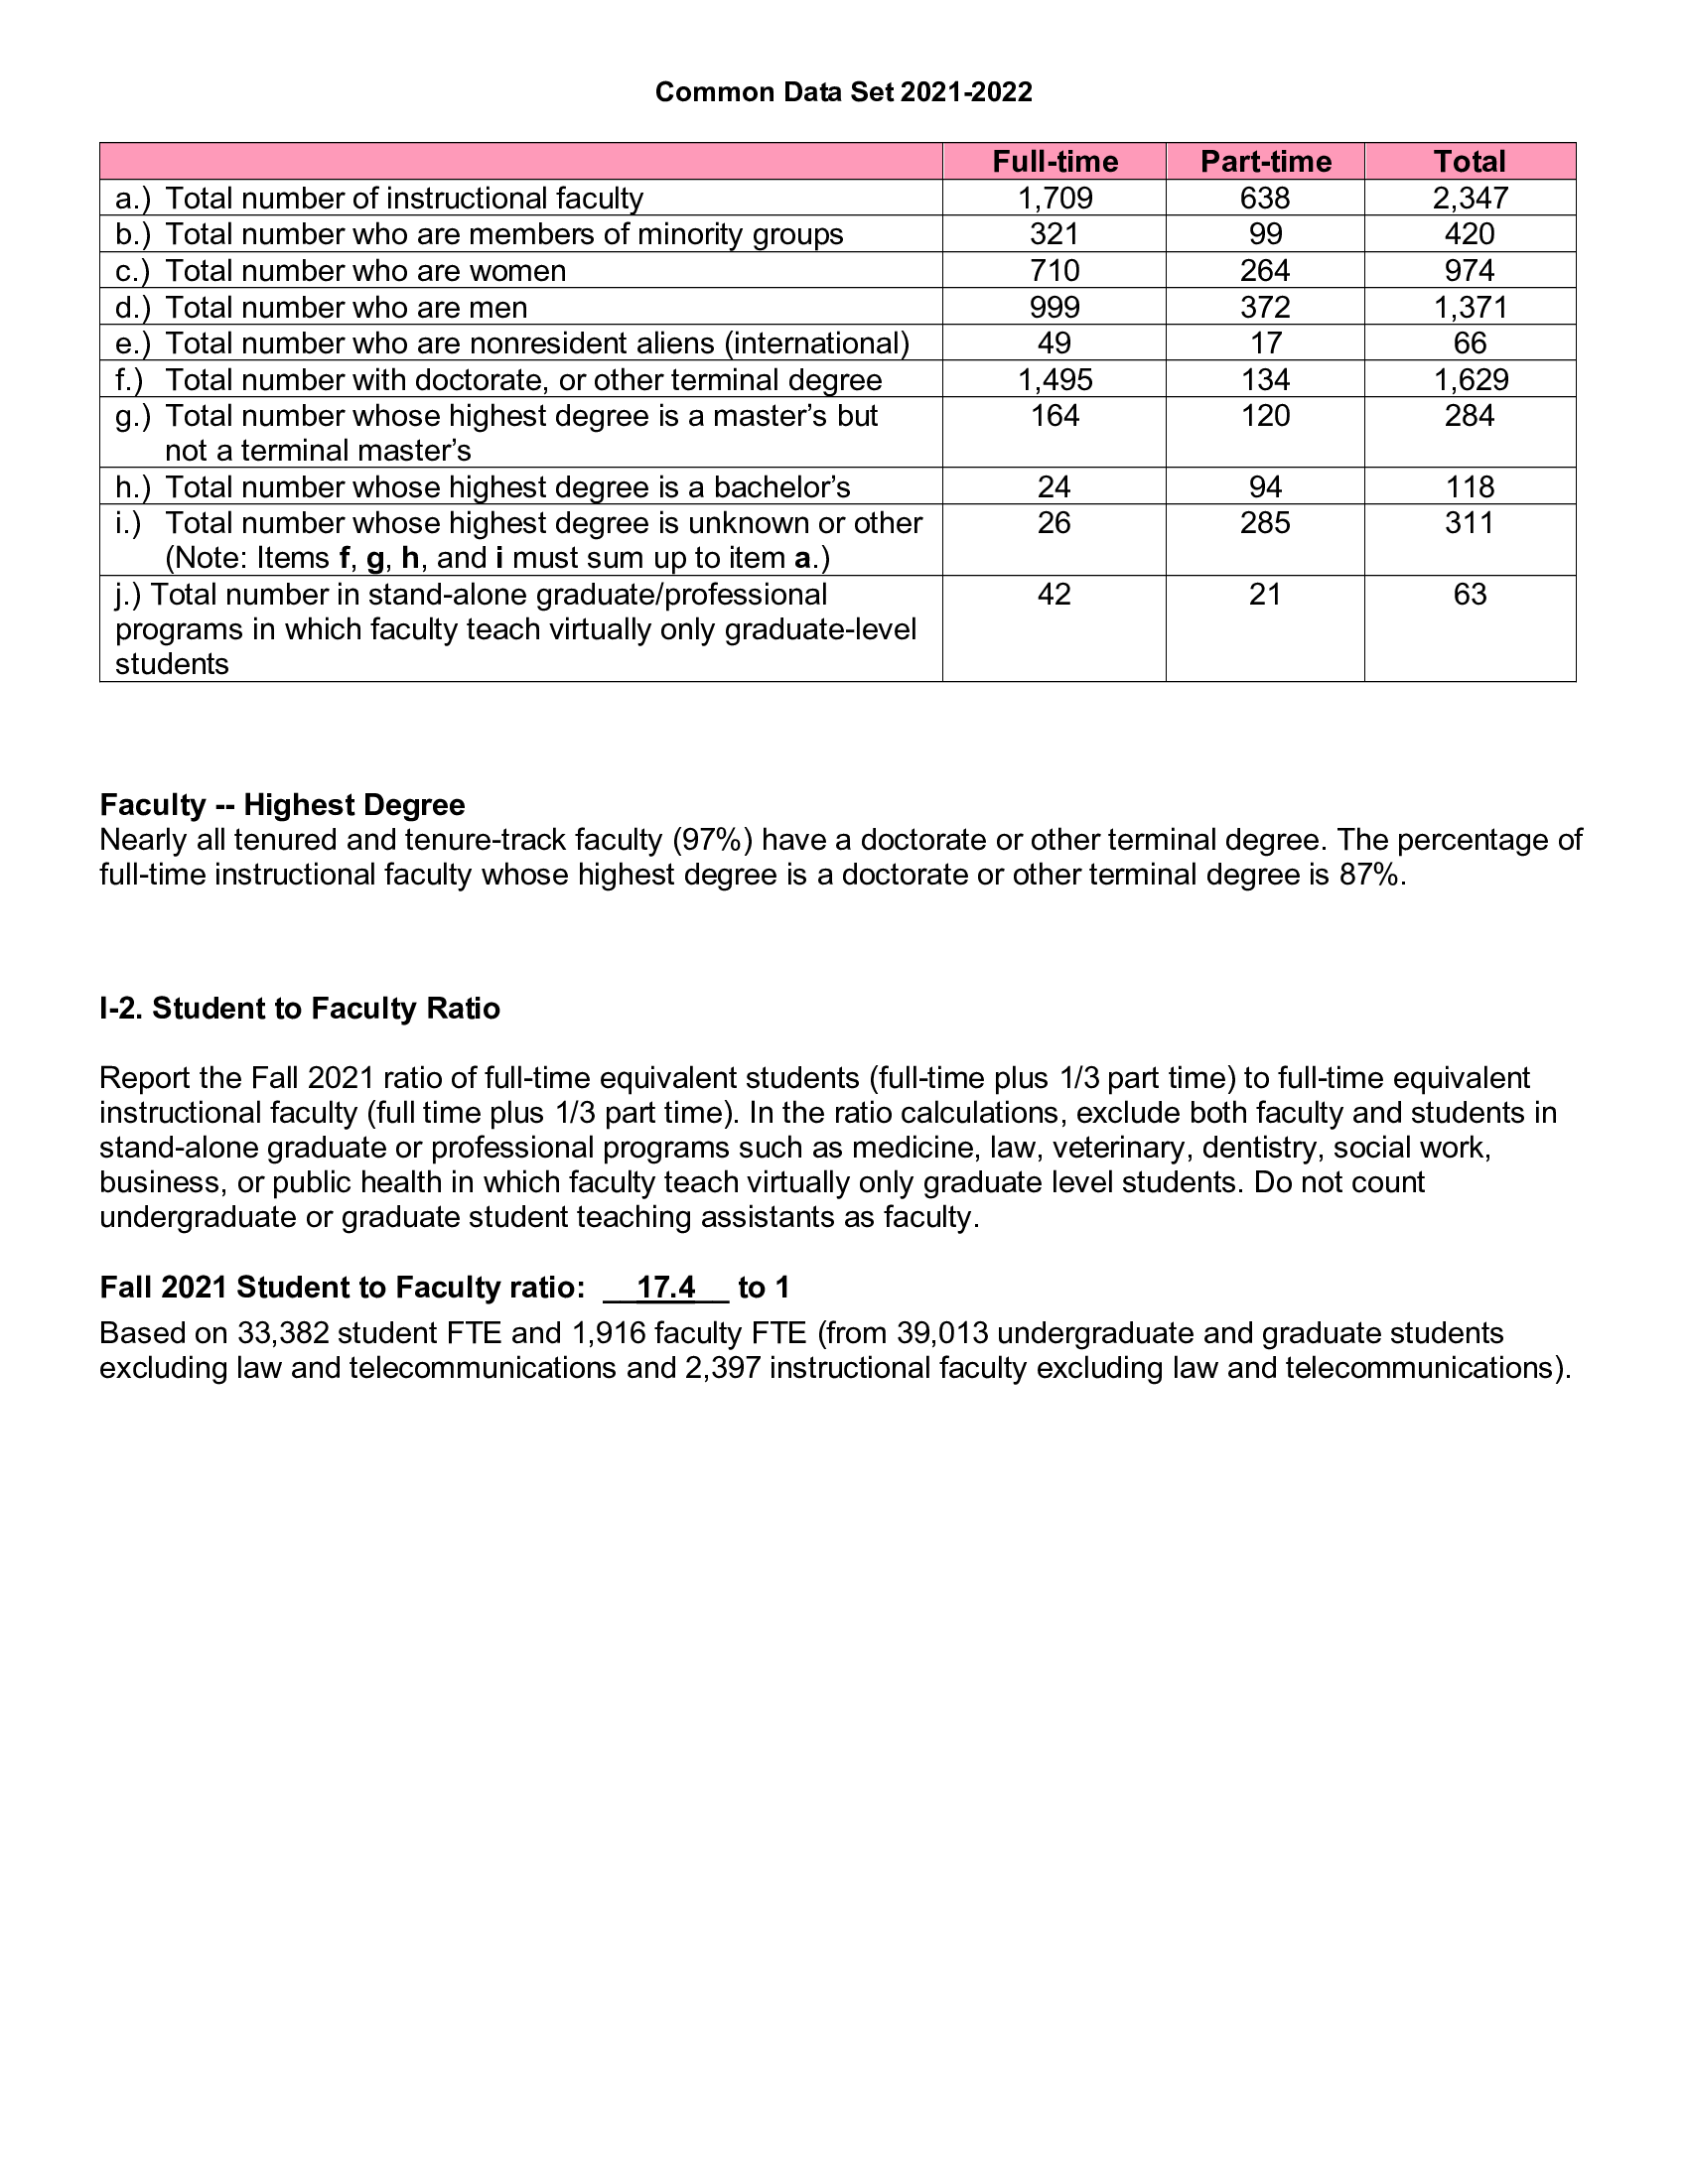 Common Data Set 2021-2022
Full-time Part-time Total
a.) Total number of instructional faculty 1,709 638 2,347
b.) Total number who are members of minority groups 321 99 420
c.) Total number who are women 710 264 974
d.) Total number who are men 999 372 1,371
e.) Total number who are nonresident aliens (international) 49 17 66
f.) Total number with doctorate, or other terminal degree 1,495 134 1,629
g.) Total number whose highest degree is a master’s but 164 120 284
not a terminal master’s
h.) Total number whose highest degree is a bachelor’s 24 94 118
i.) Total number whose highest degree is unknown or other 26 285 311
(Note: Items f, g, h, and i must sum up to item a.)
j.) Total number in stand-alone graduate/professional 42 21 63
programs in which faculty teach virtually only graduate-level
students
Faculty -- Highest Degree
Nearly all tenured and tenure-track faculty (97%) have a doctorate or other terminal degree. The percentage of
full-time instructional faculty whose highest degree is a doctorate or other terminal degree is 87%.
I-2. Student to Faculty Ratio
Report the Fall 2021 ratio of full-time equivalent students (full-time plus 1/3 part time) to full-time equivalent
instructional faculty (full time plus 1/3 part time). In the ratio calculations, exclude both faculty and students in
stand-alone graduate or professional programs such as medicine, law, veterinary, dentistry, social work,
business, or public health in which faculty teach virtually only graduate level students. Do not count
undergraduate or graduate student teaching assistants as faculty.
Fall 2021 Student to Faculty ratio: __17.4__ to 1
Based on 33,382 student FTE and 1,916 faculty FTE (from 39,013 undergraduate and graduate students
excluding law and telecommunications and 2,397 instructional faculty excluding law and telecommunications).